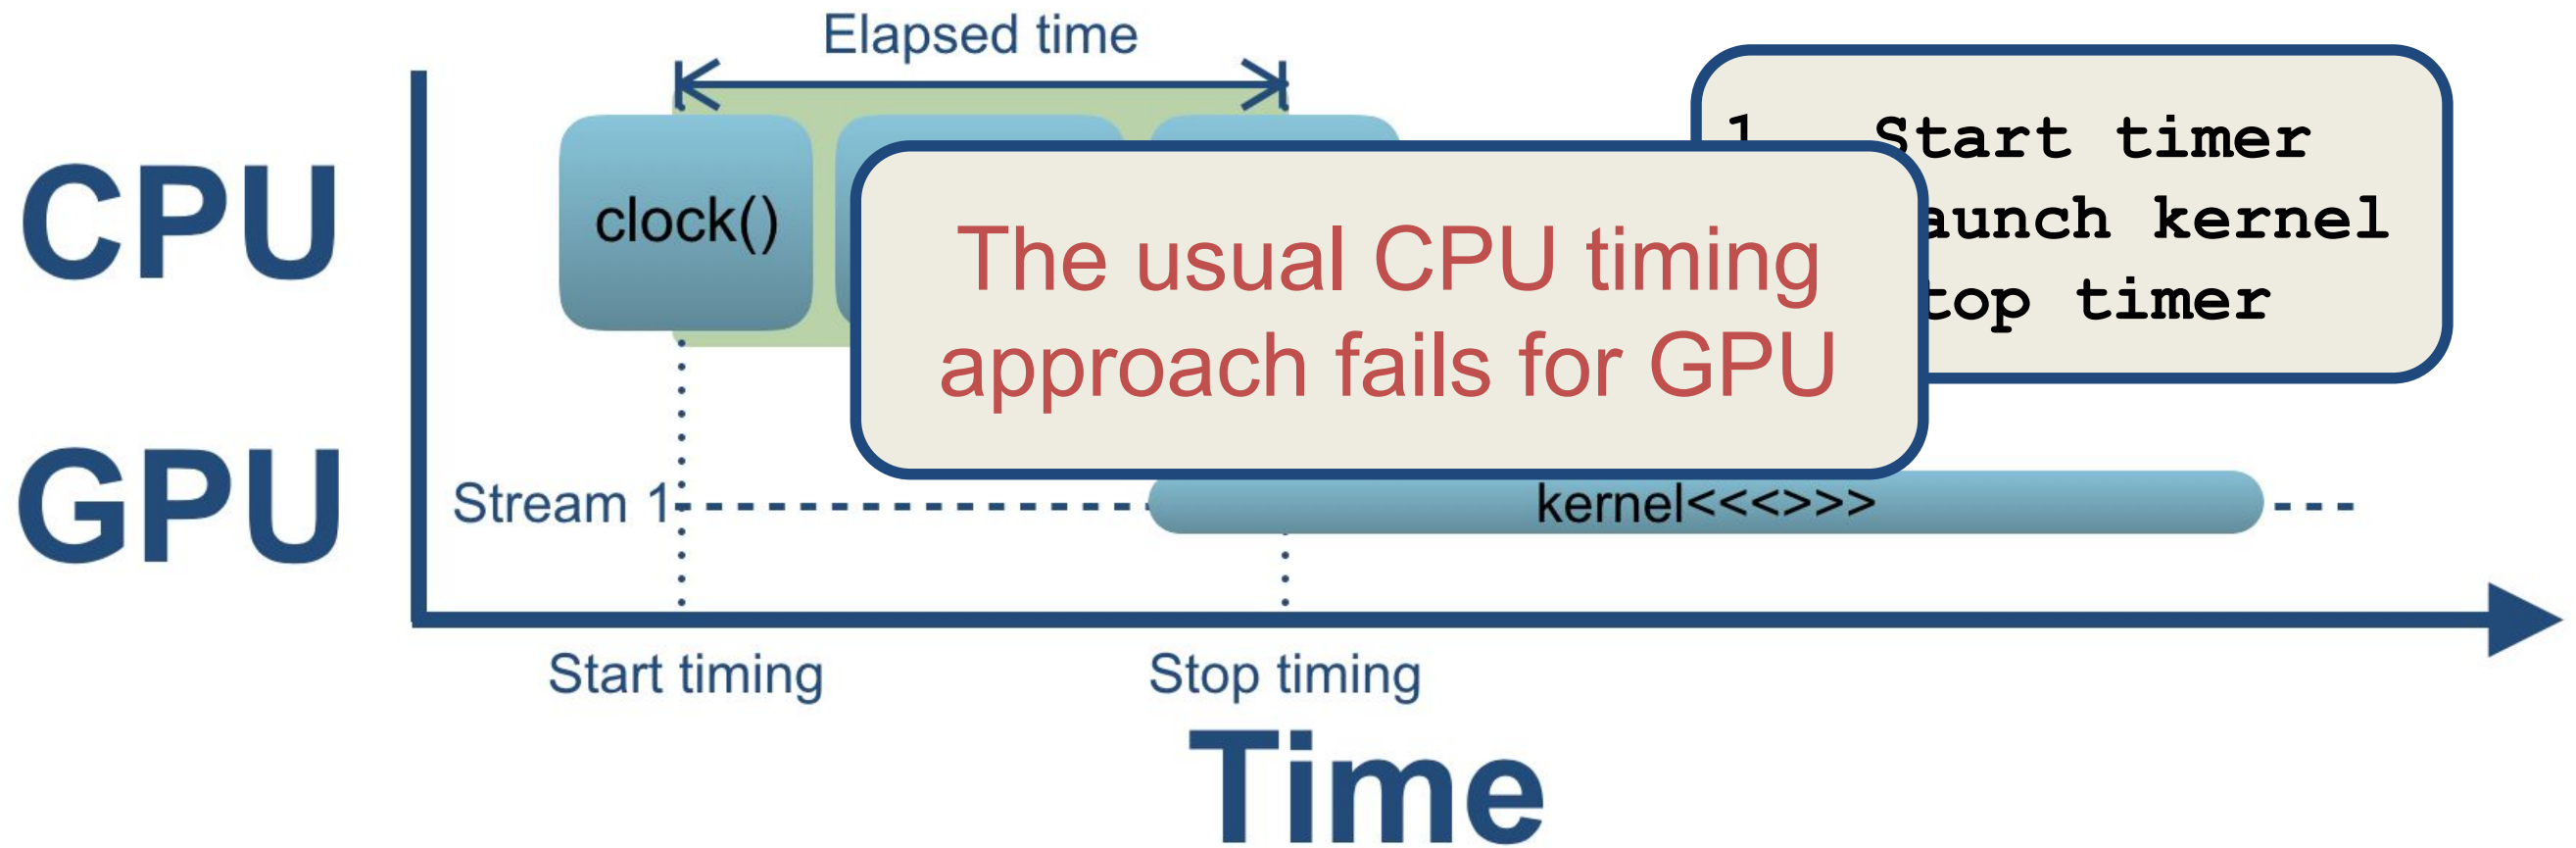 Elapsed time
CPU
clock()
Start timer
aunch kernel
top timer
The usual CPU timing
approach fails for GPU
GPU
Stream 1
kernel<<<>>>
Start timing
Stop timing
Time